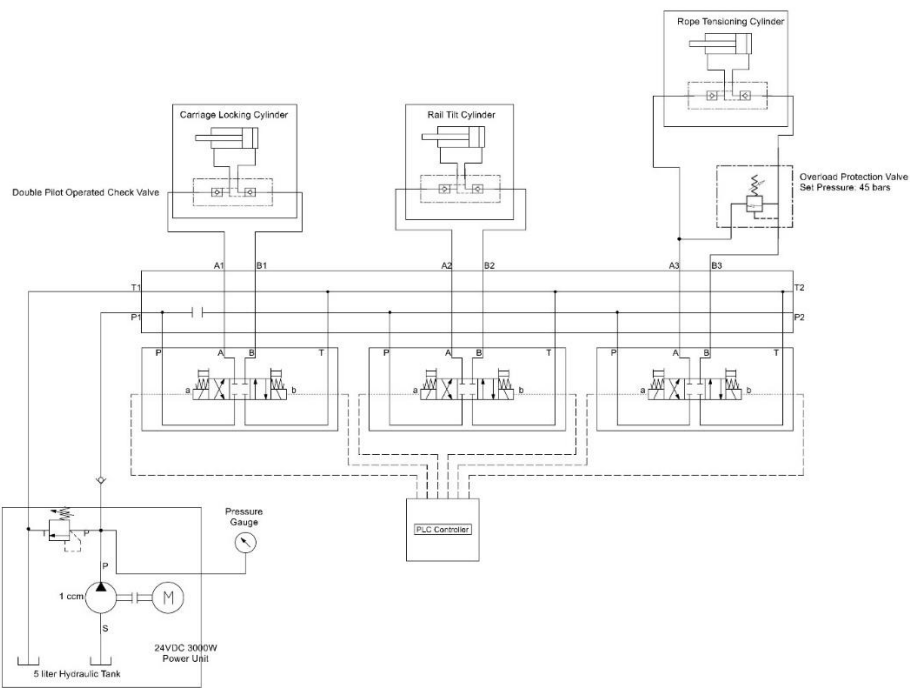 Rope Tensioning Cylinder
Carriage Locking Cylinder
Rail Tilt Cylinder
Double Pilot Operated Check Valve
Overload Protection Valve
Set Pressure: 45 bars
A1 B1 A2 B2 A3 B3
T1 T2
P1 P2
P A B T P A B T P A B T
a b a b a b
Pressure
Gauge
PLC Controller
T P
P
1 ccm M
S
24VDC 3000W
Power Unit
5 liter Hydraulic Tank